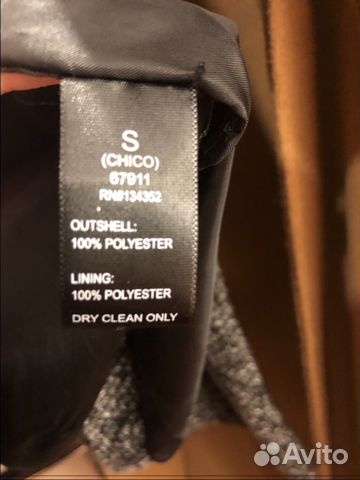 S
(CHICO)
67911
RN#134352
OUTSHELL:
100% POLYESTER
LINING:
100% POLYESTER
DRY CLEAN ONLY
Avito